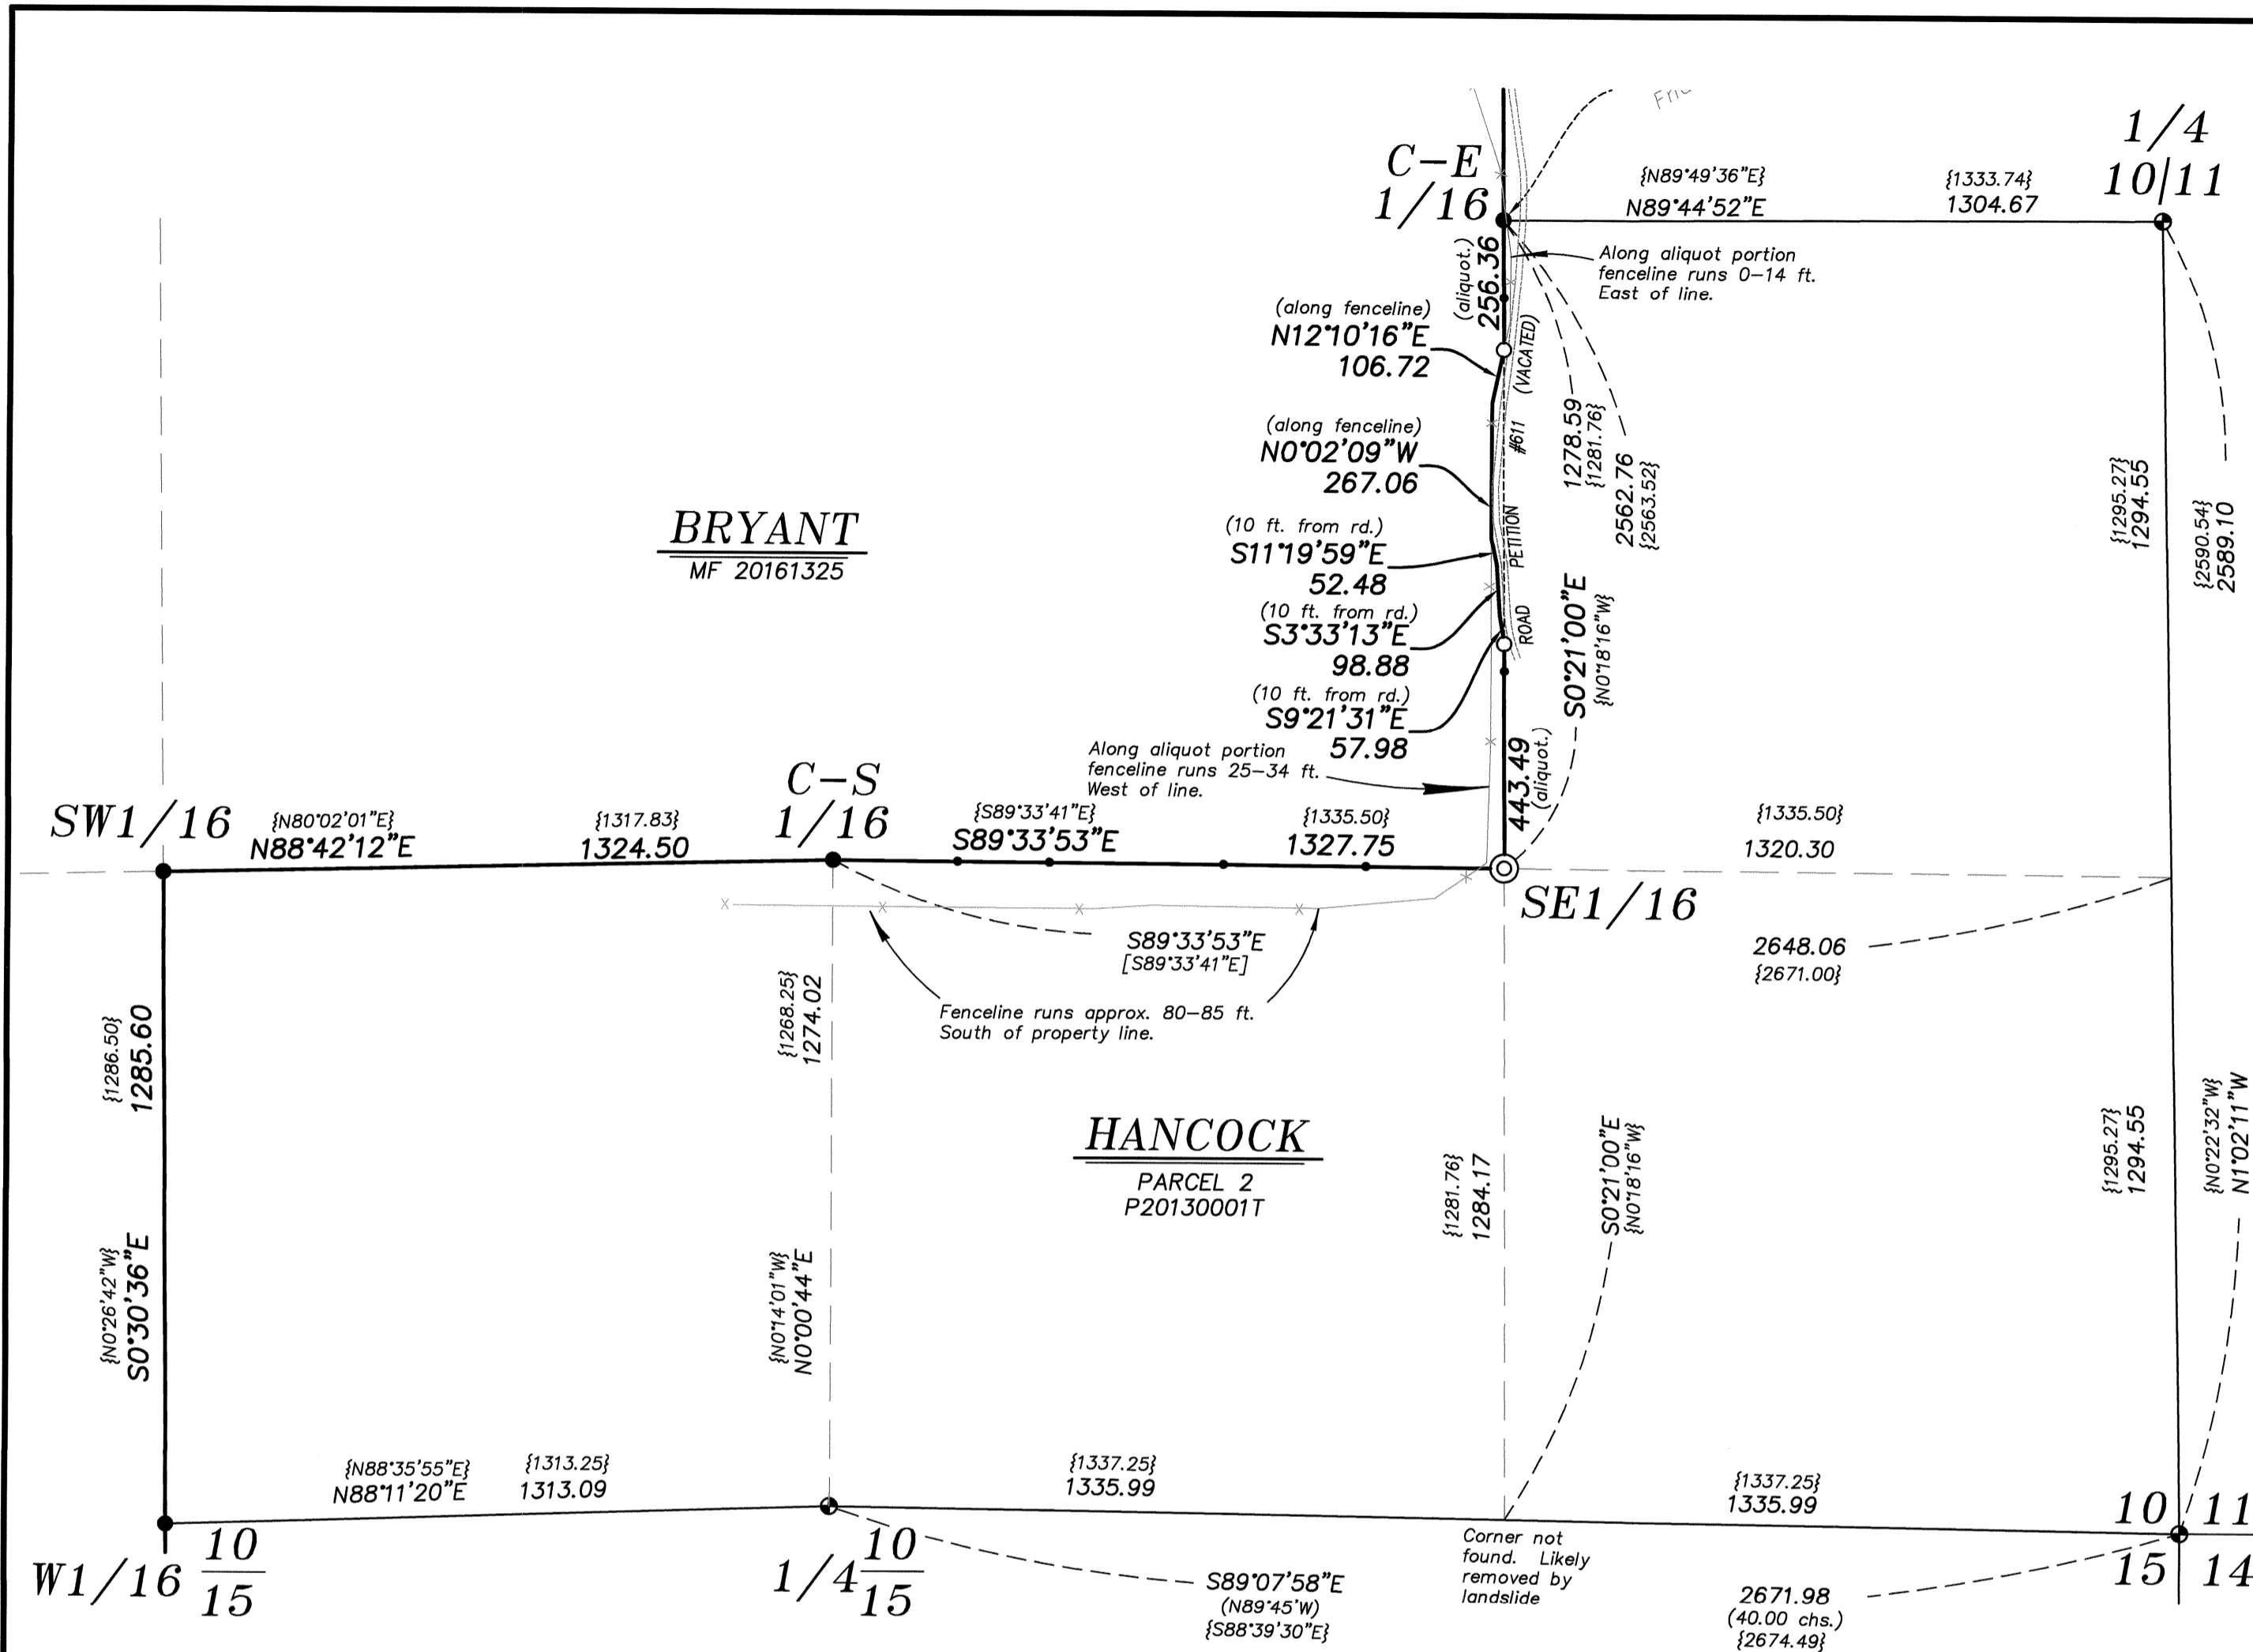 1/4
10|11
C-E
1/16
{N89°49'36"E}
{1333.74}
N89°44'52"E
1304.67
(aliquot.)
256.36
Along aliquot portion
fenceline runs 0-14 ft.
East of line.
(along fenceline)
N12°10'16"E
106.72
(VACATED)
#611
PETITION
ROAD
1278.59
{1281.76}
2562.76
{2563.52}
(along fenceline)
N0°02'09"W
267.06
{1295.27}
1294.55
{2590.54}
2589.10
BRYANT
MF 20161325
(10 ft. from rd.)
S11°19'59"E
52.48
(10 ft. from rd.)
S3°33'13"E
98.88
(10 ft. from rd.)
S9°21'31"E
57.98
S0°21'00"E
{N0°18'16"W}
Along aliquot portion
fenceline runs 25-34 ft.
West of line.
443.49
(aliquot.)
SW1/16
{N80°02'01"E}
N88°42'12"E
{1317.83}
1324.50
C-S
1/16
{S89°33'41"E}
S89°33'53"E
{1335.50}
1327.75
{1335.50}
1320.30
SE1/16
S89°33'53"E
[S89°33'41"E]
2648.06
{2671.00}
Fenceline runs approx. 80-85 ft.
South of property line.
{1286.50}
1285.60
{1268.25}
1274.02
HANCOCK
PARCEL 2
P20130001T
{1281.76}
1284.17
S0°21'00"E
{N0°18'16"W}
{1295.27}
1294.55
{N0°22'32"W}
N1°02'11"W
{N0°26'42"W}
S0°30'36"E
{N0°14'01"W}
N0°00'44"E
{N88°35'55"E}
N88°11'20"E
{1313.25}
1313.09
{1337.25}
1335.99
{1337.25}
1335.99
W1/16 10
15
1/4 10
15
S89°07'58"E
(N89°45'W)
{S88°39'30"E}
Corner not
found. Likely
removed by
landslide
2671.98
(40.00 chs.)
{2674.49}
10 11
15 14